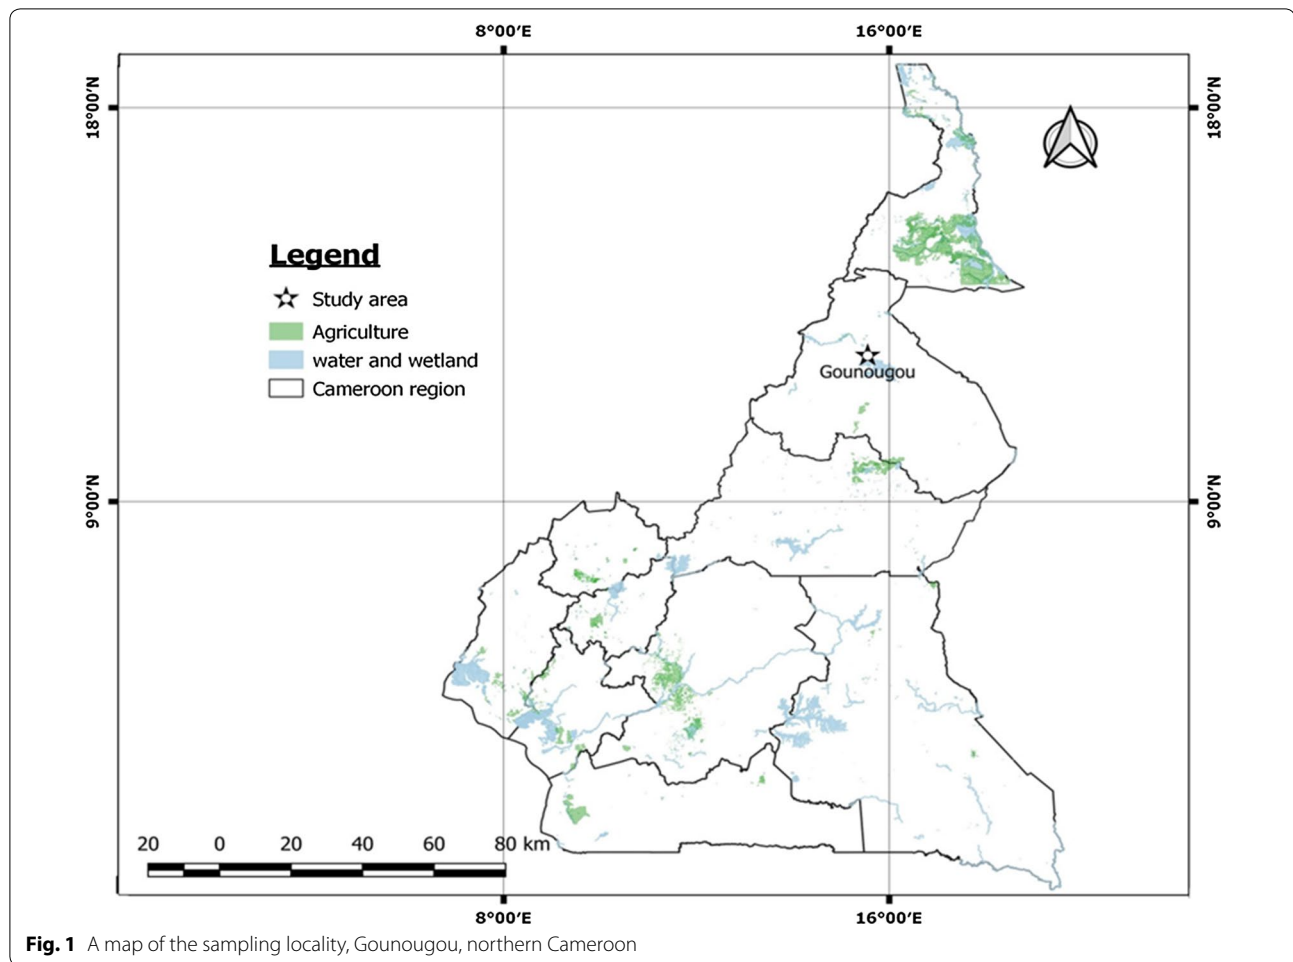 8°00′E 16°00′E
18°00′N 18°00′N
Legend
Study area
Agriculture
water and wetland
Cameroon region
Gounougou
9°00′N 9°00′N
20 0 20 40 60 80 km
8°00′E 16°00′E
Fig. 1 A map of the sampling locality, Gounougou, northern Cameroon